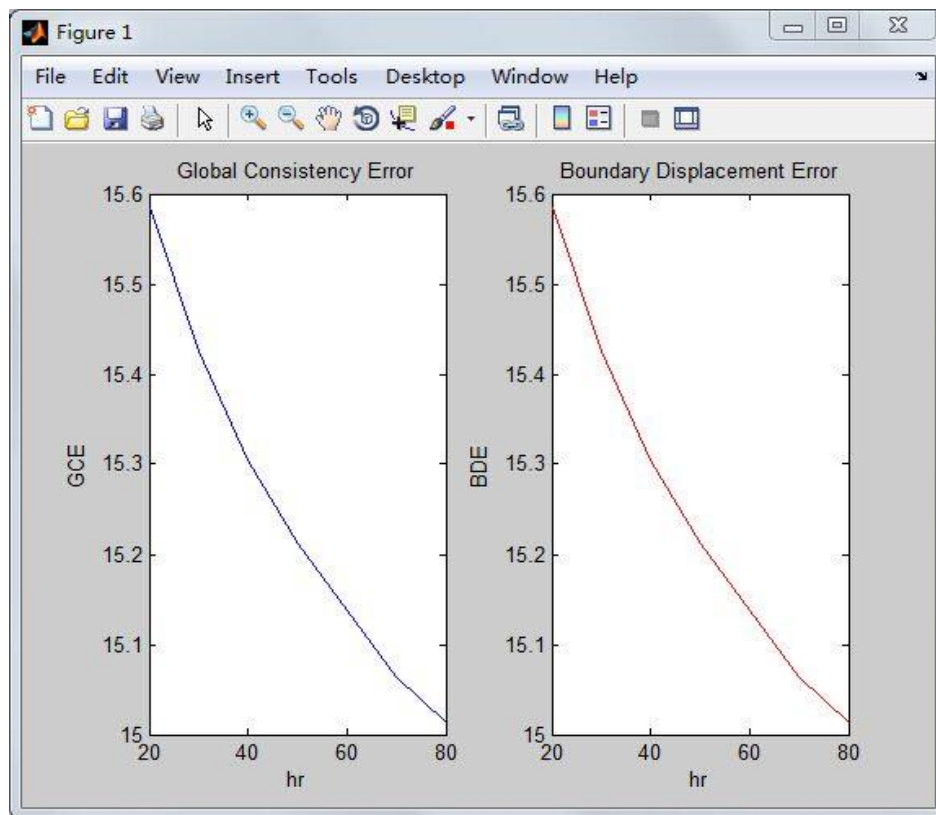 Figure 1
File Edit View Insert Tools Desktop Window Help
Global Consistency Error
15.6
15.5
15.4
15.3
15.2
15.1
15
GCE
20 40 60 80
hr
Boundary Displacement Error
15.6
15.5
15.4
15.3
15.2
15.1
15
BDE
20 40 60 80
hr